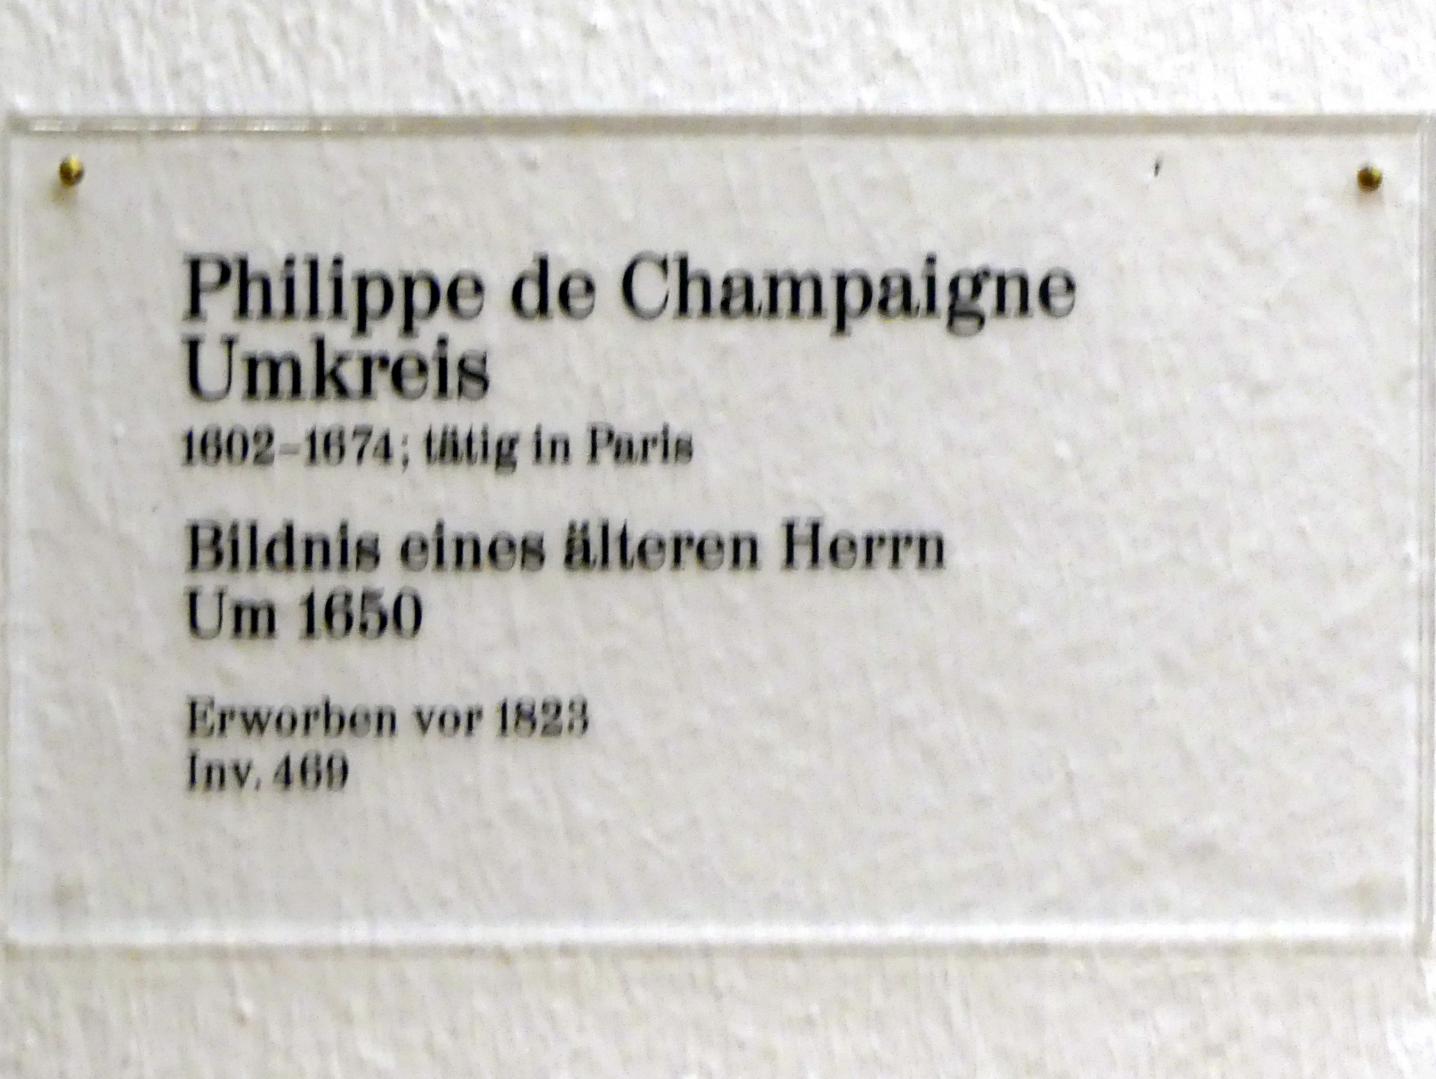 Philippe de Champaigne
Umkreis
1602–1674; tätig in Paris
Bildnis eines älteren Herrn
Um 1650
Erworben vor 1823
Inv. 469